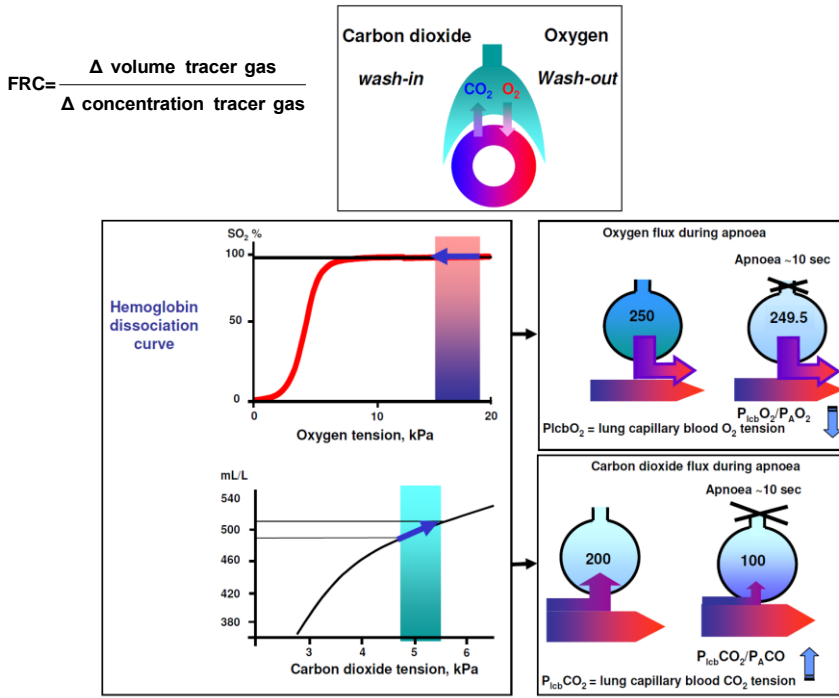 FRC=
Δ volume tracer gas
Δ concentration tracer gas
Carbon dioxide
Oxygen
wash-in
Wash-out
CO2
O2
SO2 %
100
50
0
0
10
20
Oxygen tension, kPa
Hemoglobin
dissociation
curve
mL/L
540
500
460
420
380
3
4
5
6
Carbon dioxide tension, kPa
Oxygen flux during apnoea
Apnoea ~10 sec
250
249.5
PlcbO2/PAO2
PlcbO2 = lung capillary blood O2 tension
Carbon dioxide flux during apnoea
Apnoea ~10 sec
200
100
PlcbCO2/PACO
PlcbCO2 = lung capillary blood CO2 tension